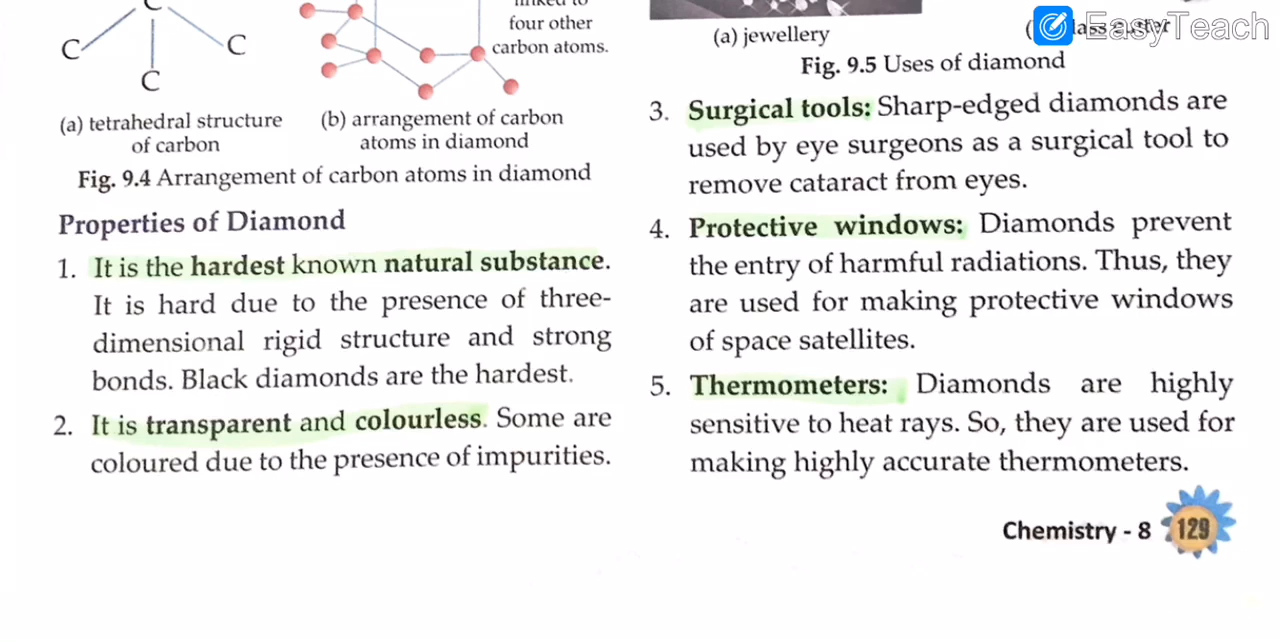 C
C
C
C
four other
carbon atoms.
(a) tetrahedral structure
of carbon
(b) arrangement of carbon
atoms in diamond
Fig. 9.4 Arrangement of carbon atoms in diamond
Properties of Diamond
1. It is the hardest known natural substance.
It is hard due to the presence of three-
dimensional rigid structure and strong
bonds. Black diamonds are the hardest.
2. It is transparent and colourless. Some are
coloured due to the presence of impurities.
(a) jewellery
EasyTeach
Fig. 9.5 Uses of diamond
3. Surgical tools: Sharp-edged diamonds are
used by eye surgeons as a surgical tool to
remove cataract from eyes.
4. Protective windows: Diamonds prevent
the entry of harmful radiations. Thus, they
are used for making protective windows
of space satellites.
5. Thermometers: Diamonds are highly
sensitive to heat rays. So, they are used for
making highly accurate thermometers.
Chemistry - 8 129